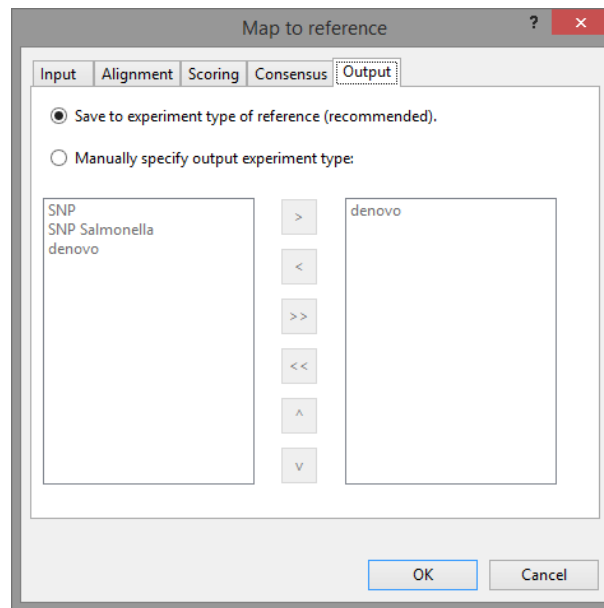 Map to reference
?
×
Input Alignment Scoring Consensus Output
Save to experiment type of reference (recommended).
Manually specify output experiment type:
SNP
SNP Salmonella
denovo
>
<
>>
<<
^
v
denovo
OK Cancel